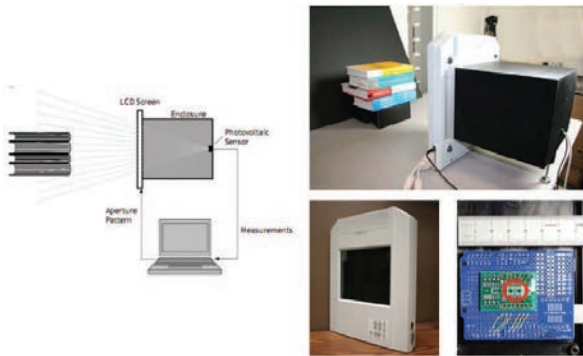 LCD Screen
Enclosure
Photovoltaic
Sensor
Aperture
Pattern
Measurements